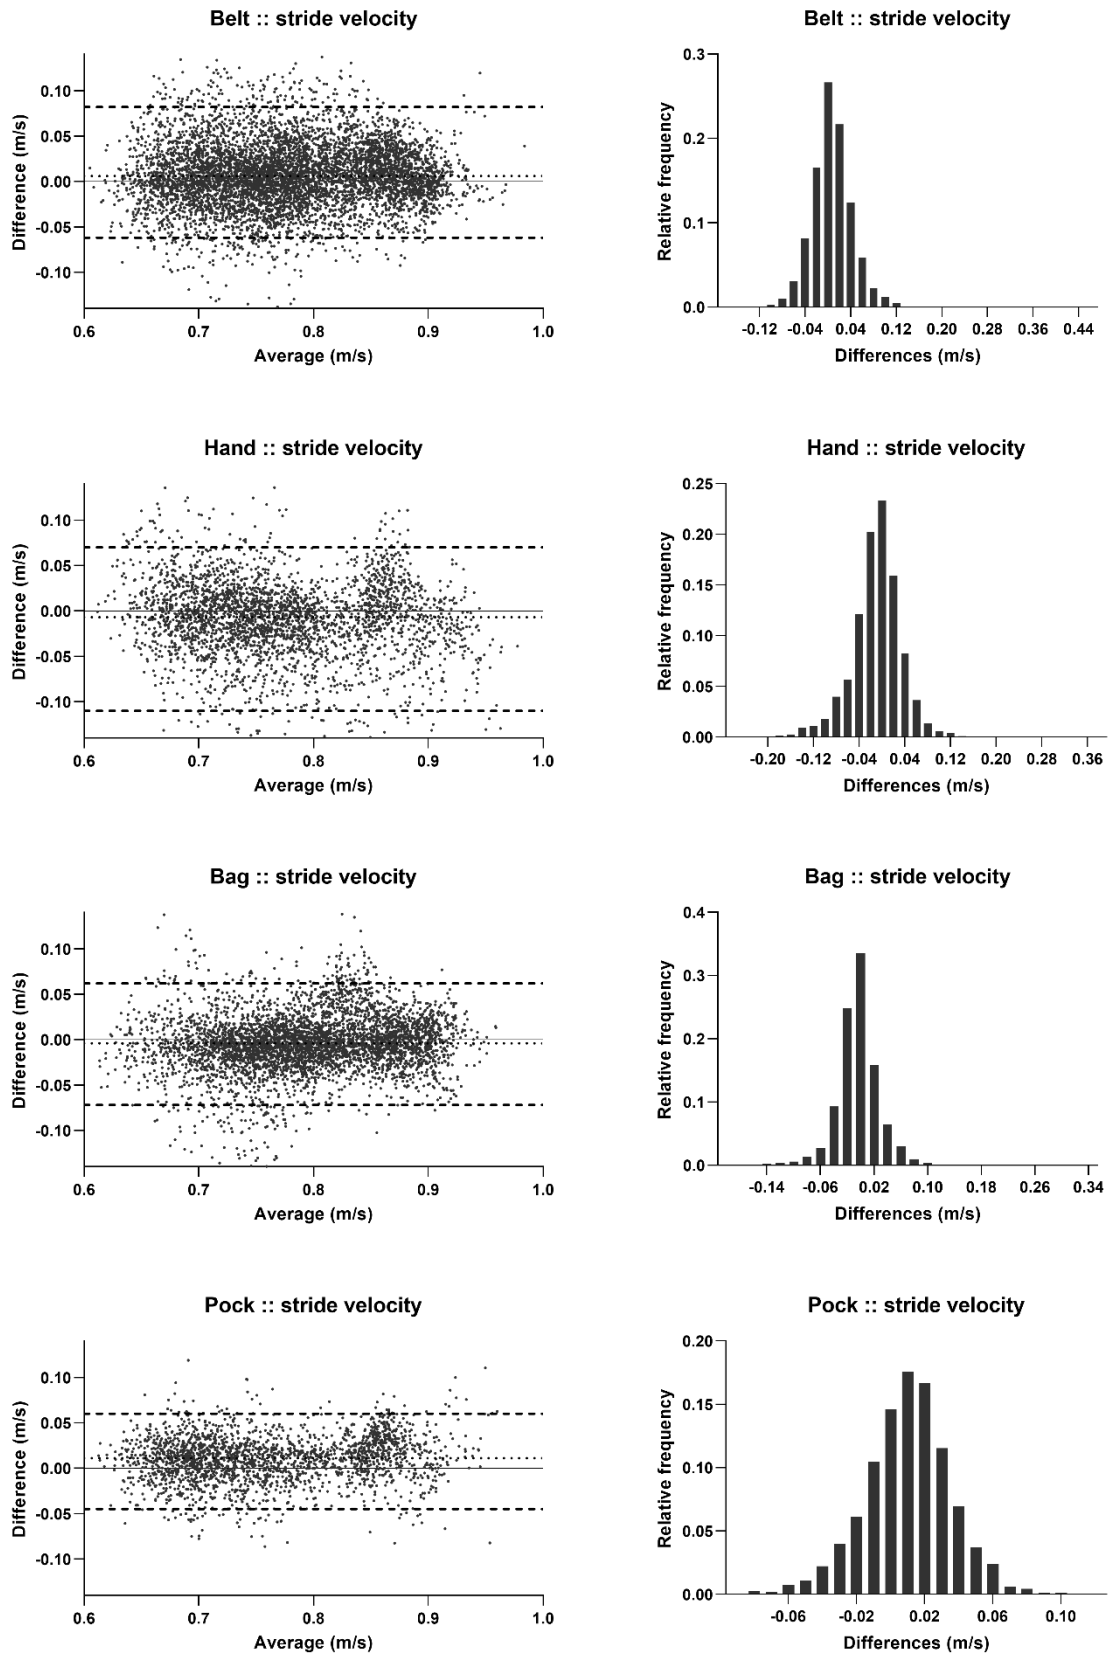 Belt :: stride velocity
Difference (m/s)
0.10
0.05
0.00
-0.05
-0.10
0.6 0.7 0.8 0.9 1.0
Average (m/s)
Belt :: stride velocity
Relative frequency
0.3
0.2
0.1
0.0
-0.12 -0.04 0.04 0.12 0.20 0.28 0.36 0.44
Differences (m/s)
Hand :: stride velocity
Difference (m/s)
0.10
0.05
0.00
-0.05
-0.10
0.6 0.7 0.8 0.9 1.0
Average (m/s)
Hand :: stride velocity
Relative frequency
0.25
0.20
0.15
0.10
0.05
0.00
-0.20 -0.12 -0.04 0.04 0.12 0.20 0.28 0.36
Differences (m/s)
Bag :: stride velocity
Difference (m/s)
0.10
0.05
0.00
-0.05
-0.10
0.6 0.7 0.8 0.9 1.0
Average (m/s)
Bag :: stride velocity
Relative frequency
0.4
0.3
0.2
0.1
0.0
-0.14 -0.06 0.02 0.10 0.18 0.26 0.34
Differences (m/s)
Pock :: stride velocity
Difference (m/s)
0.10
0.05
0.00
-0.05
-0.10
0.6 0.7 0.8 0.9 1.0
Average (m/s)
Pock :: stride velocity
Relative frequency
0.20
0.15
0.10
0.05
0.00
-0.06 -0.02 0.02 0.06 0.10
Differences (m/s)